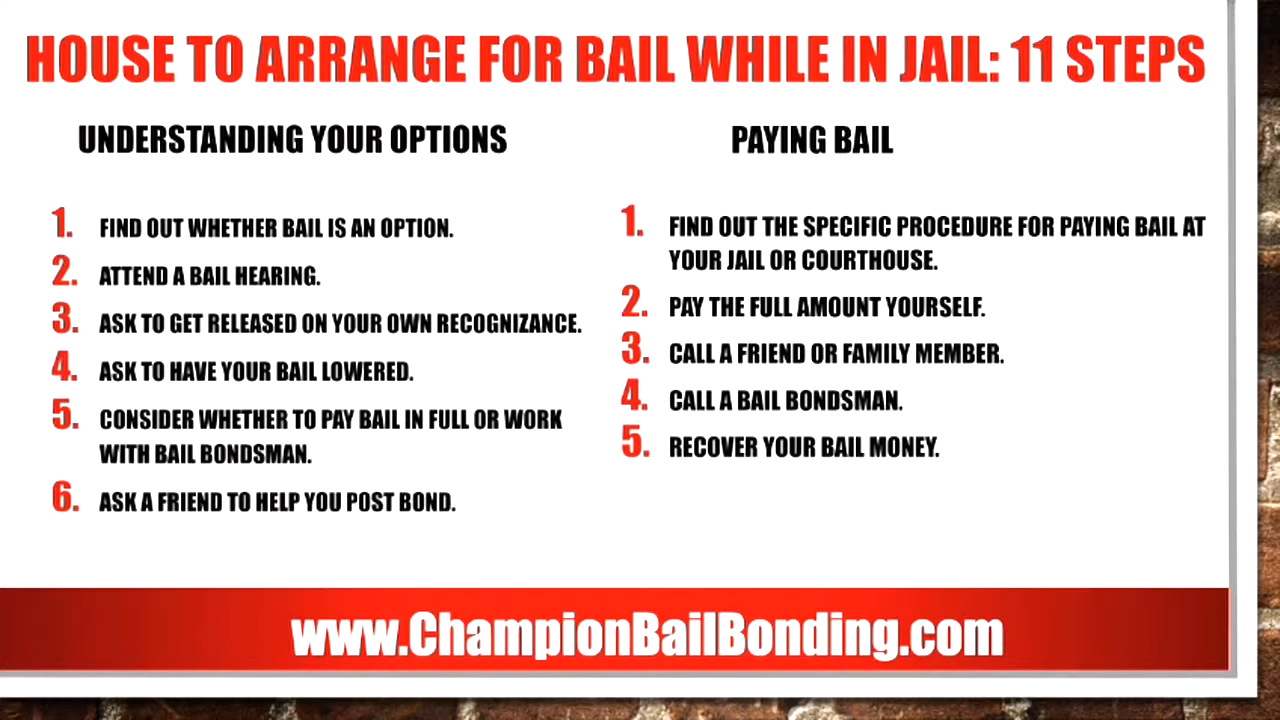 HOUSE TO ARRANGE FOR BAIL WHILE IN JAIL: 11 STEPS
UNDERSTANDING YOUR OPTIONS
1. FIND OUT WHETHER BAIL IS AN OPTION.
2. ATTEND A BAIL HEARING.
3. ASK TO GET RELEASED ON YOUR OWN RECOGNIZANCE.
4. ASK TO HAVE YOUR BAIL LOWERED.
5. CONSIDER WHETHER TO PAY BAIL IN FULL OR WORK
WITH BAIL BONDSMAN.
6. ASK A FRIEND TO HELP YOU POST BOND.
PAYING BAIL
1. FIND OUT THE SPECIFIC PROCEDURE FOR PAYING BAIL AT
YOUR JAIL OR COURTHOUSE.
2. PAY THE FULL AMOUNT YOURSELF.
3. CALL A FRIEND OR FAMILY MEMBER.
4. CALL A BAIL BONDSMAN.
5. RECOVER YOUR BAIL MONEY.
www.ChampionBailBonding.com